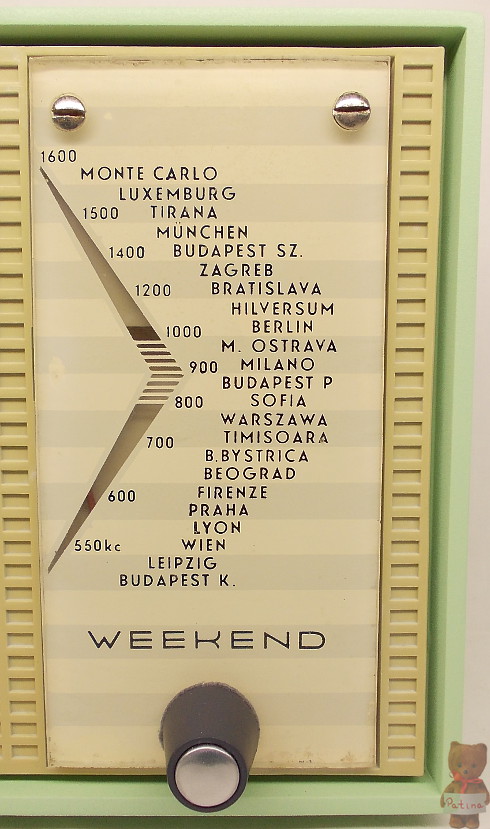 1600
MONTE CARLO
LUXEMBURG
1500 TIRANA
MÜNCHEN
1400 BUDAPEST SZ.
ZAGREB
1200 BRATISLAVA
HILVERSUM
1000 BERLIN
M. OSTRAVA
900 MILANO
BUDAPEST P
800 SOFIA
WARSZAWA
700 TIMISOARA
B.BYSTRICA
BEOGRAD
600 FIRENZE
PRAHA
LYON
550kc WIEN
LEIPZIG
BUDAPEST K.
WEEKEND
Patina